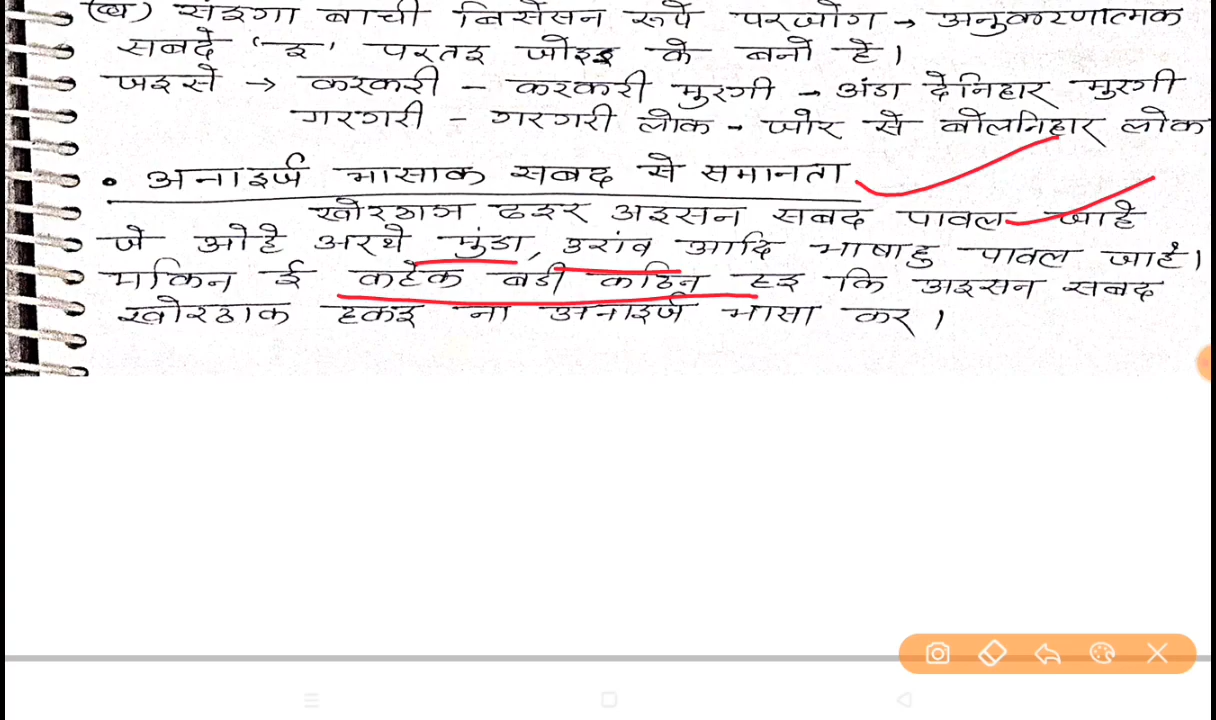 (ख) संइगा बाची बिसेसन रूपे परजोग → अनुकरणात्मक
सबदे 'इ' परतइ जोइर के बनो हे।
जइसे → करकरी - करकरी मुरगी - अंडा देनिहार मुरगी
गरगरी - गरगरी लोक - जोर से बोलनिहार लोक
• अनाइर्ज भासाक सबद से समानता
खोरठाञ ढइर अइसन सबद पावल जाहे
जे ओहे अरथे मुंडा, उरांव आदि भाषाहु पावल जाहे।
मकिन ई कहेक बड़ी कठिन हइ कि अइसन सबद
खोरठाक हकइ ना अनाइर्ज भासा कर।